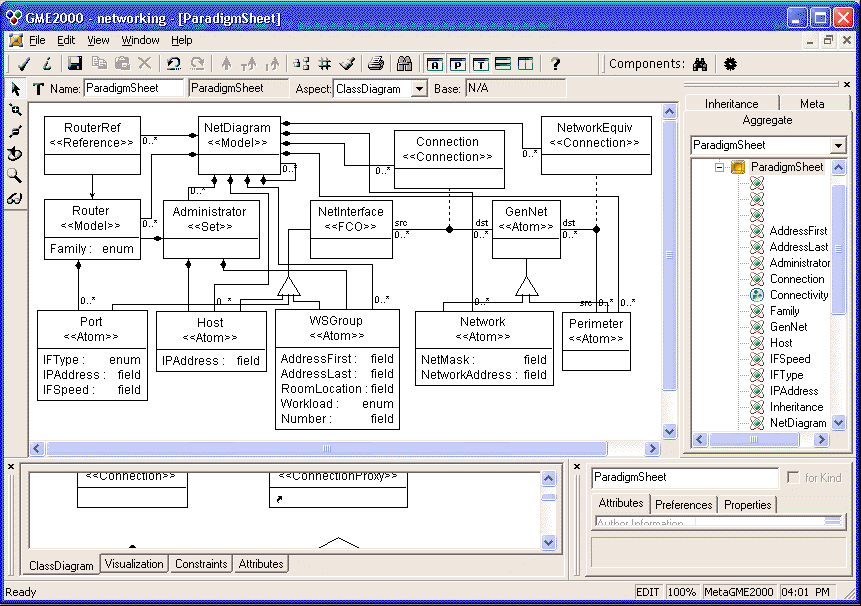 GME2000 - networking - [ParadigmSheet]
File Edit View Window Help
A P T ? Components:
T Name: ParadigmSheet ParadigmSheet Aspect: ClassDiagram Base: N/A
RouterRef
<<Reference>>
0..*
NetDiagram
<<Model>>
0..*
0..*
Connection
<<Connection>>
0..*
NetworkEquiv
<<Connection>>
0..*
Router
<<Model>>
Family : enum
0..*
Administrator
<<Set>>
NetInterface
<<FCO>>
src
0..*
dst
0..*
GenNet
<<Atom>>
dst
0..*
0..*
0..*
0..*
0..*
src 0..*
0..*
Port
<<Atom>>
IFType : enum
IPAddress : field
IFSpeed : field
Host
<<Atom>>
IPAddress : field
WSGroup
<<Atom>>
AddressFirst : field
AddressLast : field
RoomLocation : field
Workload : enum
Number : field
Network
<<Atom>>
NetMask : field
NetworkAddress : field
Perimeter
<<Atom>>
Inheritance Meta
Aggregate
ParadigmSheet
ParadigmSheet
AddressFirst
AddressLast
Administrator
Connection
Connectivity
Family
GenNet
Host
IFSpeed
IFType
IPAddress
Inheritance
NetDiagram
<<Connection>>
<<ConnectionProxy>>
ClassDiagram Visualization Constraints Attributes
ParadigmSheet for Kind
Attributes Preferences Properties
Author Information
Ready EDIT 100% MetaGME2000 04:01 PM